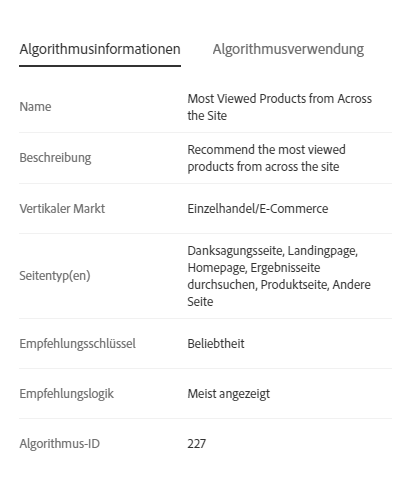 Algorithmusinformationen Algorithmusverwendung
Name
Most Viewed Products from Across
the Site
Beschreibung
Recommend the most viewed
products from across the site
Vertikaler Markt
Einzelhandel/E-Commerce
Seitentyp(en)
Danksagungsseite, Landingpage,
Homepage, Ergebnisseite
durchsuchen, Produktseite, Andere
Seite
Empfehlungsschlüssel
Beliebtheit
Empfehlungslogik
Meist angezeigt
Algorithmus-ID
227